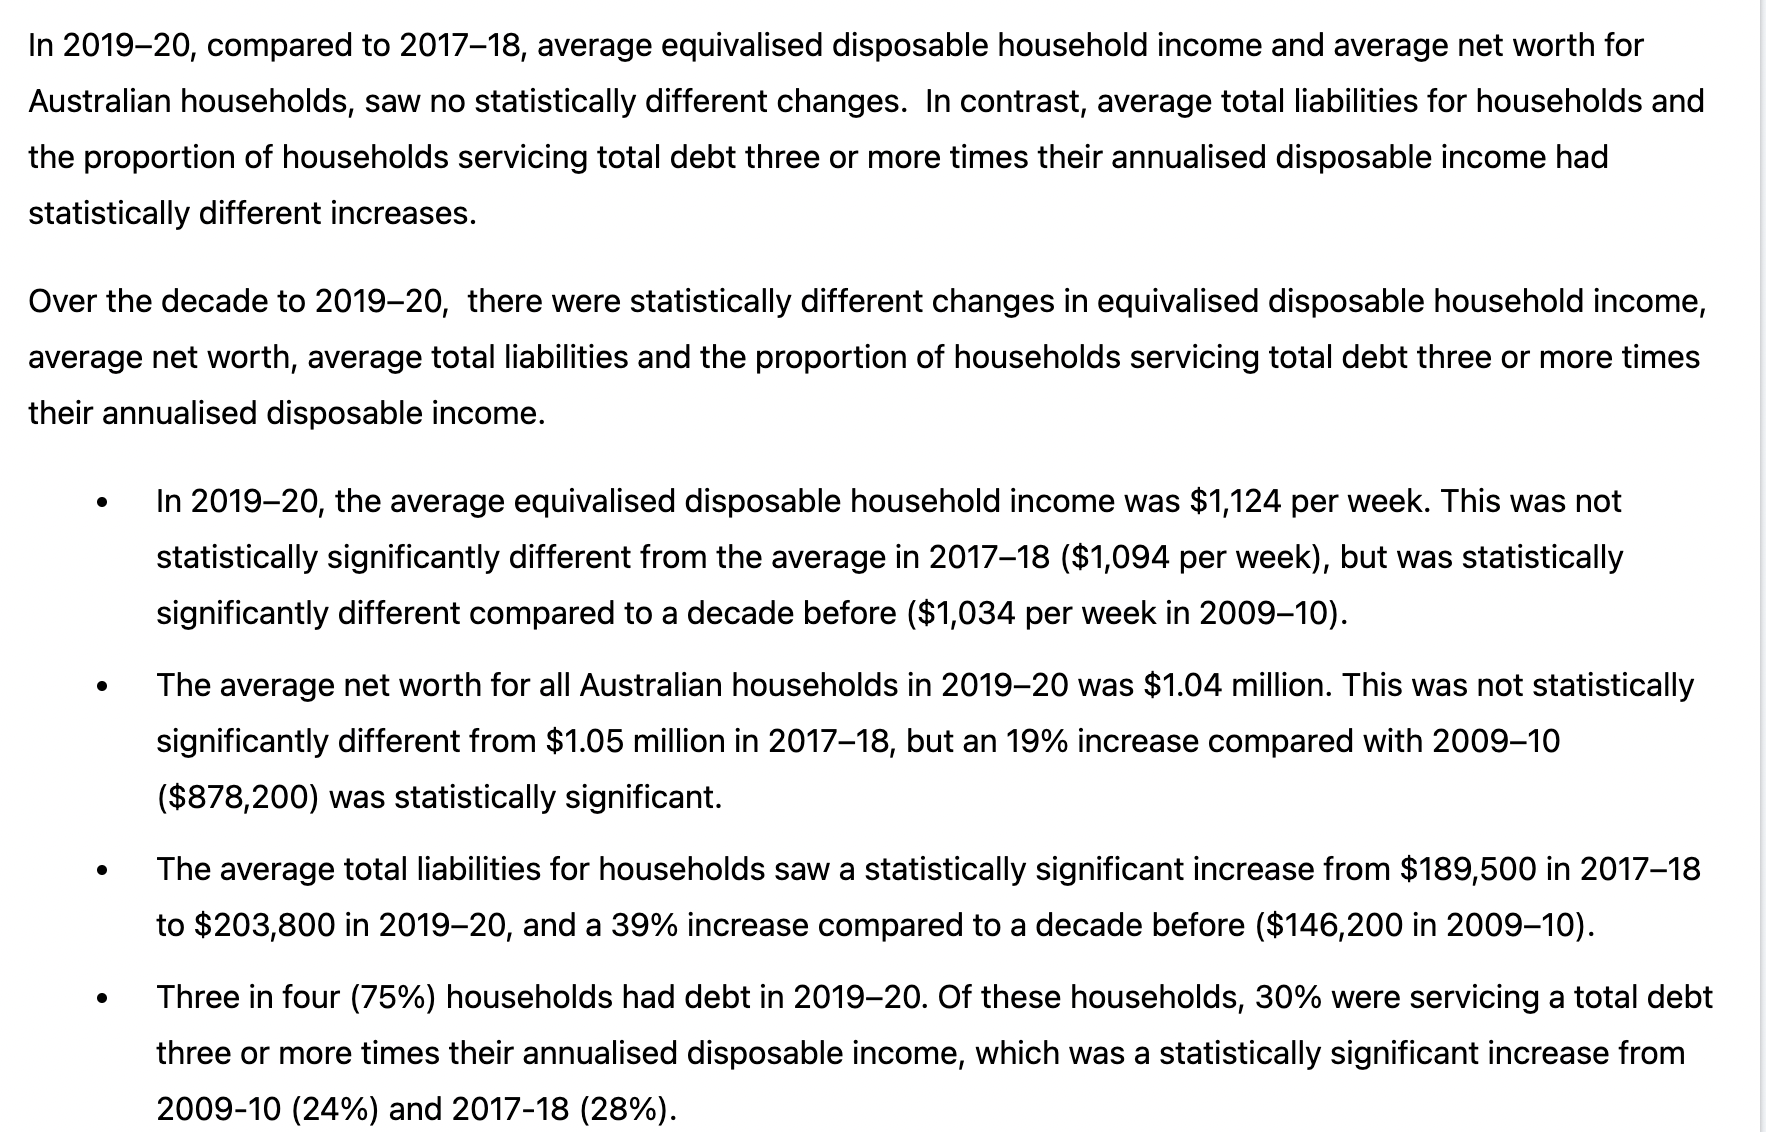 In 2019–20, compared to 2017–18, average equivalised disposable household income and average net worth for
Australian households, saw no statistically different changes.  In contrast, average total liabilities for households and
the proportion of households servicing total debt three or more times their annualised disposable income had
statistically different increases.
Over the decade to 2019–20,  there were statistically different changes in equivalised disposable household income,
average net worth, average total liabilities and the proportion of households servicing total debt three or more times
their annualised disposable income.
• In 2019–20, the average equivalised disposable household income was $1,124 per week. This was not
statistically significantly different from the average in 2017–18 ($1,094 per week), but was statistically
significantly different compared to a decade before ($1,034 per week in 2009–10).
• The average net worth for all Australian households in 2019–20 was $1.04 million. This was not statistically
significantly different from $1.05 million in 2017–18, but an 19% increase compared with 2009–10
($878,200) was statistically significant.
• The average total liabilities for households saw a statistically significant increase from $189,500 in 2017–18
to $203,800 in 2019–20, and a 39% increase compared to a decade before ($146,200 in 2009–10).
• Three in four (75%) households had debt in 2019–20. Of these households, 30% were servicing a total debt
three or more times their annualised disposable income, which was a statistically significant increase from
2009-10 (24%) and 2017-18 (28%).